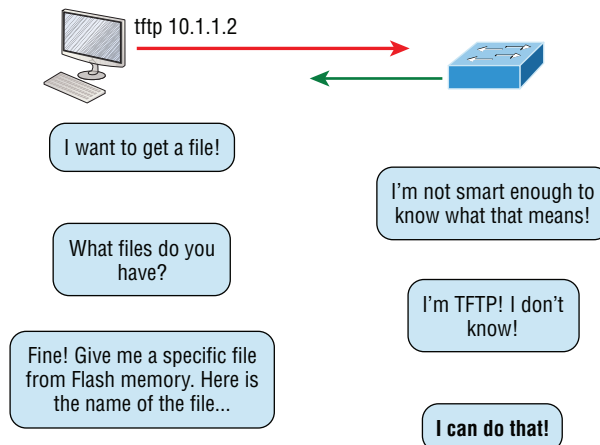 tftp 10.1.1.2
I want to get a file!
I’m not smart enough to
know what that means!
What files do you
have?
I’m TFTP! I don’t
know!
Fine! Give me a specific file
from Flash memory. Here is
the name of the file...
I can do that!